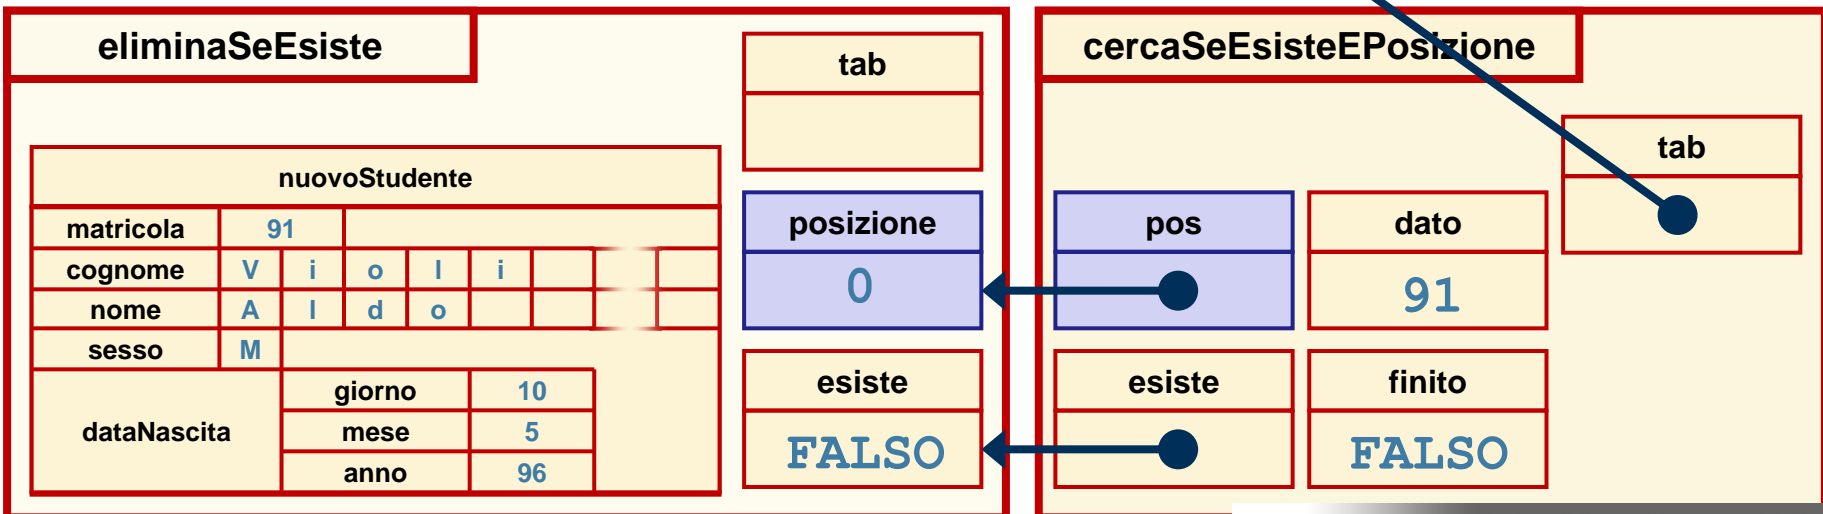 eliminaSeEsiste
tab
nuovoStudente
matricola 91
cognome V i o l i
nome A l d o
sesso M
dataNascita
giorno 10
mese 5
anno 96
posizione
0
esiste
FALSO
cercaSeEsisteEPosizione
tab
pos
dato
91
esiste
finito
FALSO